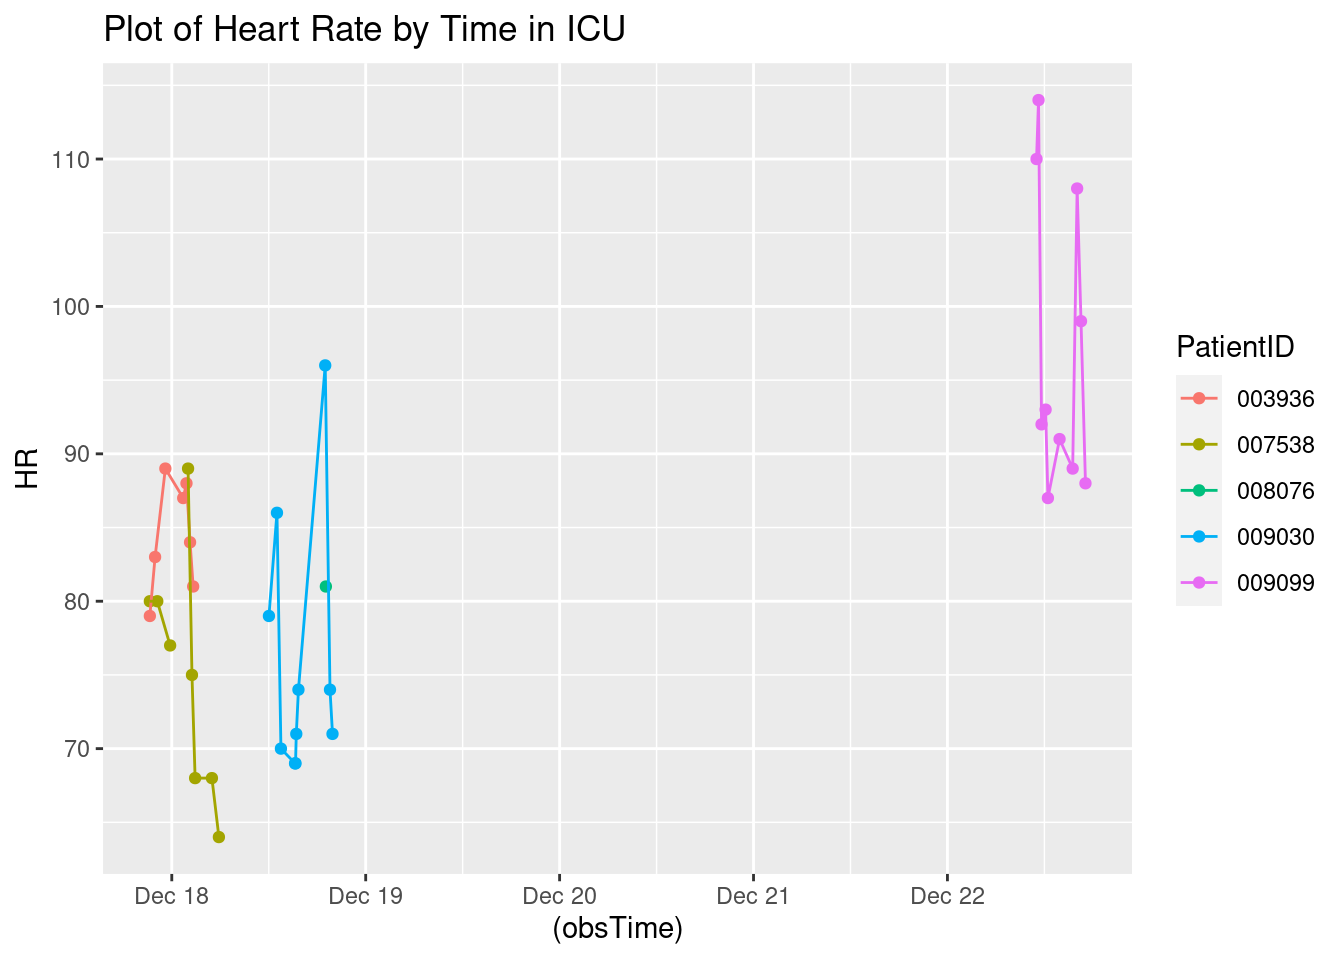 Plot of Heart Rate by Time in ICU
HR
110
100
90
80
70
Dec 18
Dec 19
Dec 20
Dec 21
Dec 22
(obsTime)
PatientID
003936
007538
008076
009030
009099